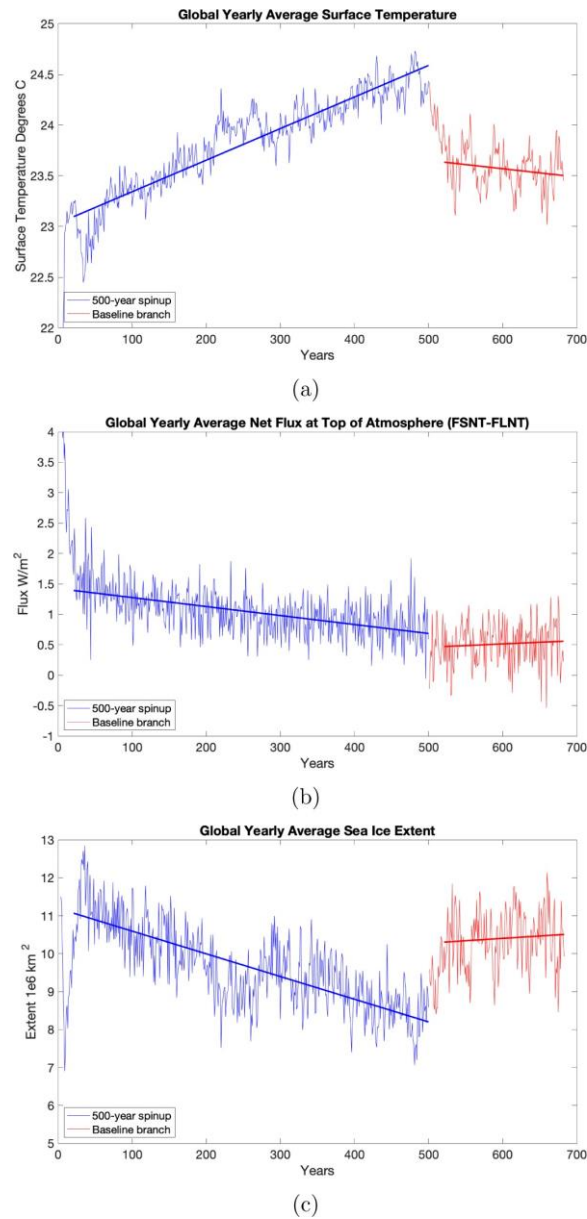 Global Yearly Average Surface Temperature
25
24.5
24
23.5
23
22.5
22
Surface Temperature Degrees C
500-year spinup
Baseline branch
0 100 200 300 400 500 600 700
Years
(a)
Global Yearly Average Net Flux at Top of Atmosphere (FSNT-FLNT)
4
3.5
3
2.5
2
1.5
1
0.5
0
-0.5
-1
Flux W/m²
500-year spinup
Baseline branch
0 100 200 300 400 500 600 700
Years
(b)
Global Yearly Average Sea Ice Extent
13
12
11
10
9
8
7
6
5
Extent 1e6 km ²
500-year spinup
Baseline branch
0 100 200 300 400 500 600 700
Years
(c)